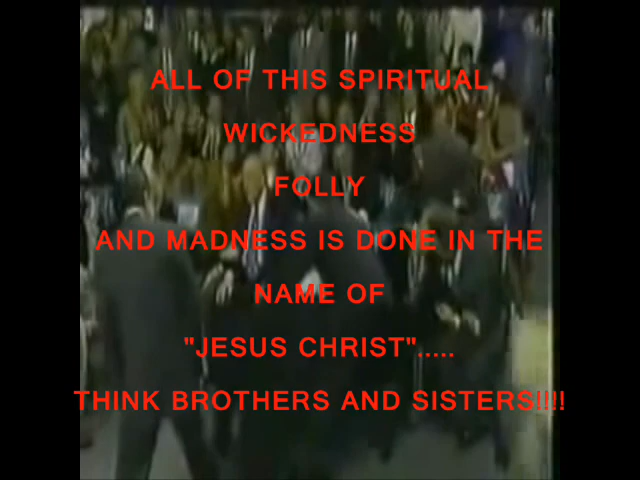 ALL OF THIS SPIRITUAL
WICKEDNESS
FOLLY
AND MADNESS IS DONE IN THE
NAME OF
"JESUS CHRIST".....
THINK BROTHERS AND SISTERS!!!!